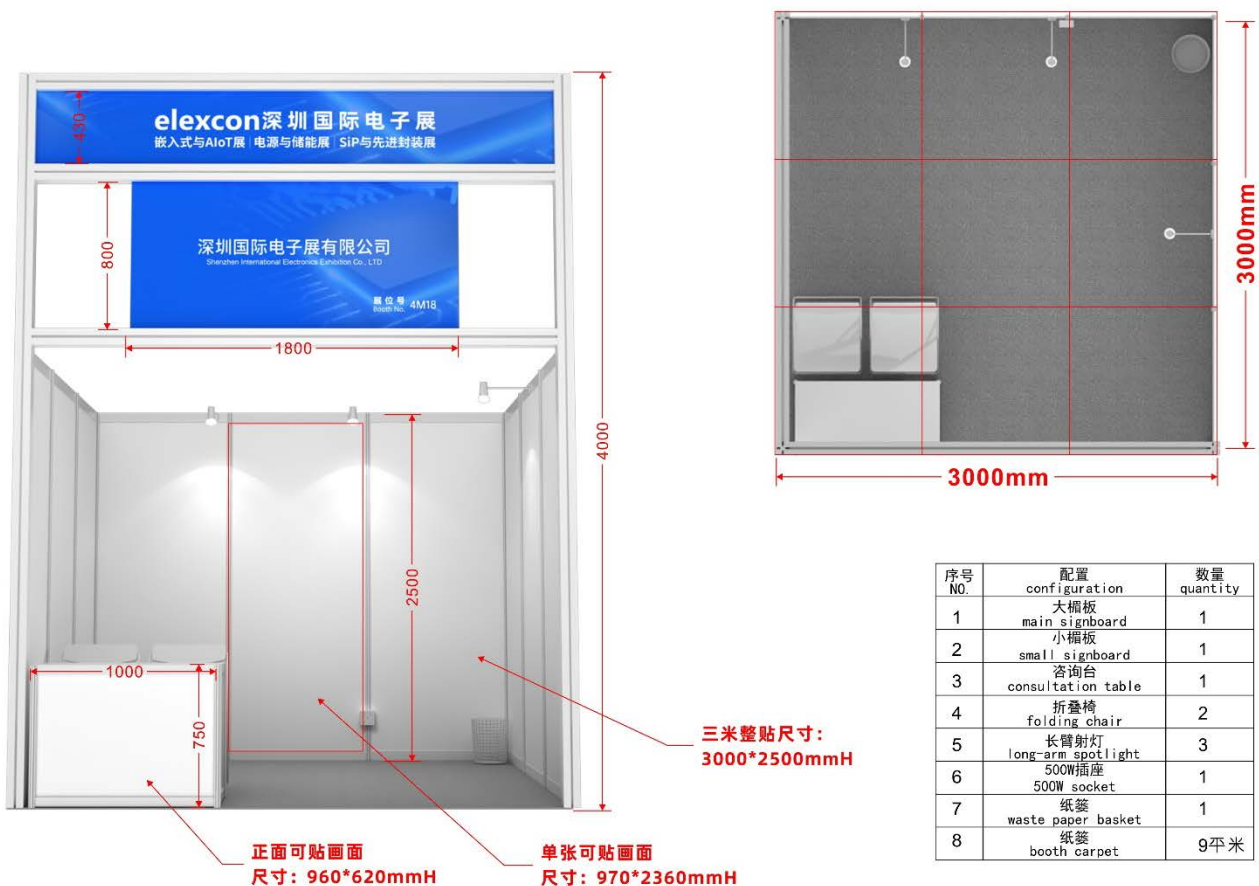 430
elexcon深圳国际电子展
嵌入式与AIoT展 | 电源与储能展 | SiP与先进封装展
800
深圳国际电子展有限公司
Shenzhen International Electronics Exhibition Co., LTD
展位号
Booth No. 4M18
1800
4000
2500
1000
750
三米整贴尺寸：
3000*2500mmH
正面可贴画面
尺寸：960*620mmH
单张可贴画面
尺寸：970*2360mmH
3000mm
3000mm
序号 配置 数量
NO. configuration quantity
1 大楣板 1
main signboard
2 小楣板 1
small signboard
3 咨询台 1
consultation table
4 折叠椅 2
folding chair
5 长臂射灯 3
long-arm spotlight
6 500W插座 1
500W socket
7 纸篓 1
waste paper basket
8 纸篓 9平米
booth carpet